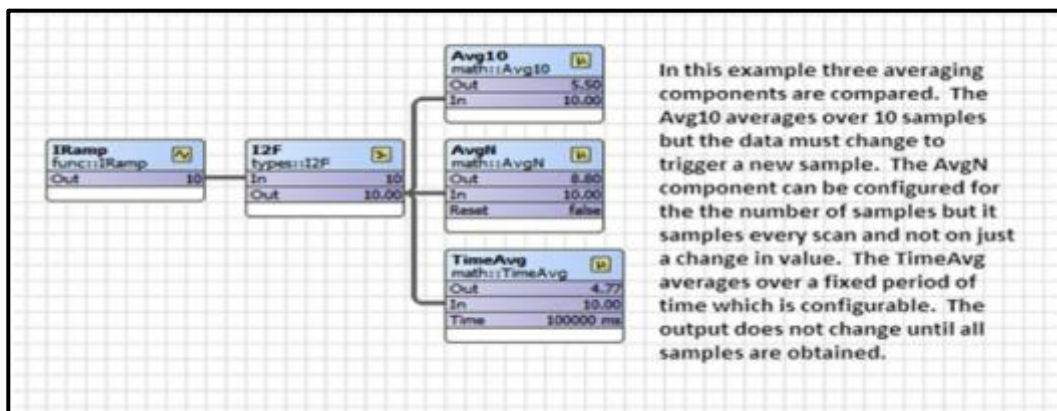 IRamp
func::IRamp
Out 10
I2F
types::I2F
In 10
Out 10.00
Avg10
math::Avg10
Out 5.50
In 10.00
AvgN
math::AvgN
Out 8.80
In 10.00
Reset false
TimeAvg
math::TimeAvg
Out 4.77
In 10.00
Time 100000 ms
In this example three averaging
components are compared. The
Avg10 averages over 10 samples
but the data must change to
trigger a new sample. The AvgN
component can be configured for
the the number of samples but it
samples every scan and not on just
a change in value. The TimeAvg
averages over a fixed period of
time which is configurable. The
output does not change until all
samples are obtained.